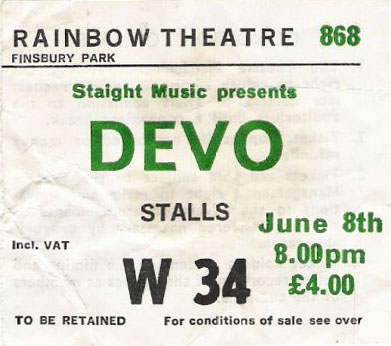 RAINBOW THEATRE 868
FINSBURY PARK
Staight Music presents
DEVO
STALLS
June 8th
Incl. VAT
8.00pm
W 34
£4.00
TO BE RETAINED For conditions of sale see over